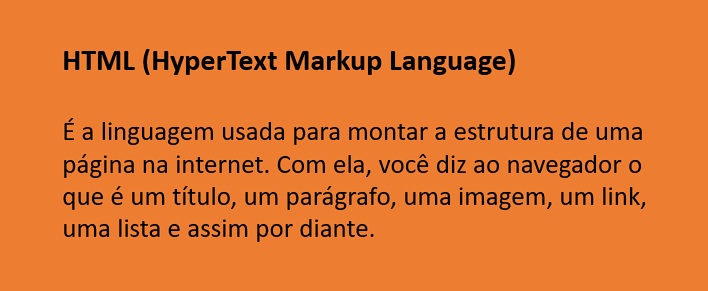 HTML (HyperText Markup Language)
É a linguagem usada para montar a estrutura de uma
página na internet. Com ela, você diz ao navegador o
que é um título, um parágrafo, uma imagem, um link,
uma lista e assim por diante.